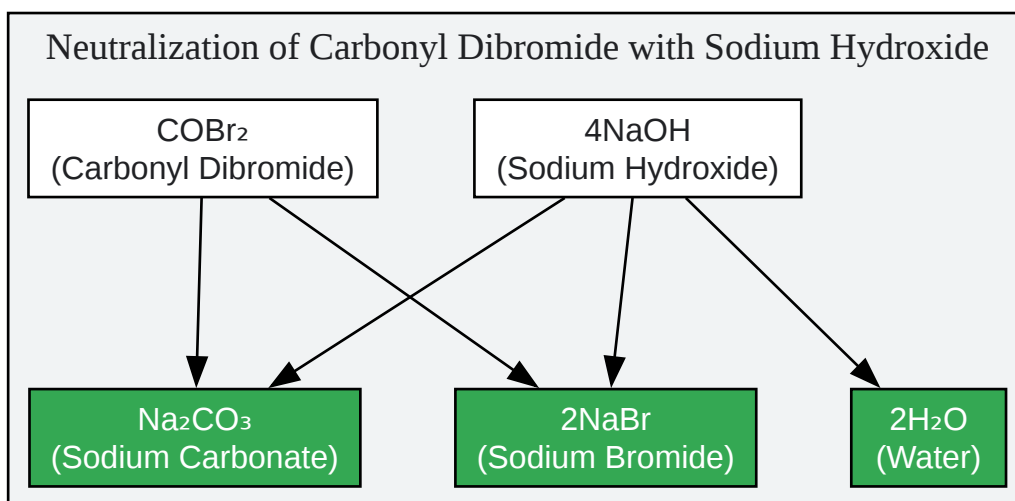 Neutralization of Carbonyl Dibromide with Sodium Hydroxide
COBr₂
(Carbonyl Dibromide)
4NaOH
(Sodium Hydroxide)
Na₂CO₃
(Sodium Carbonate)
2NaBr
(Sodium Bromide)
2H₂O
(Water)